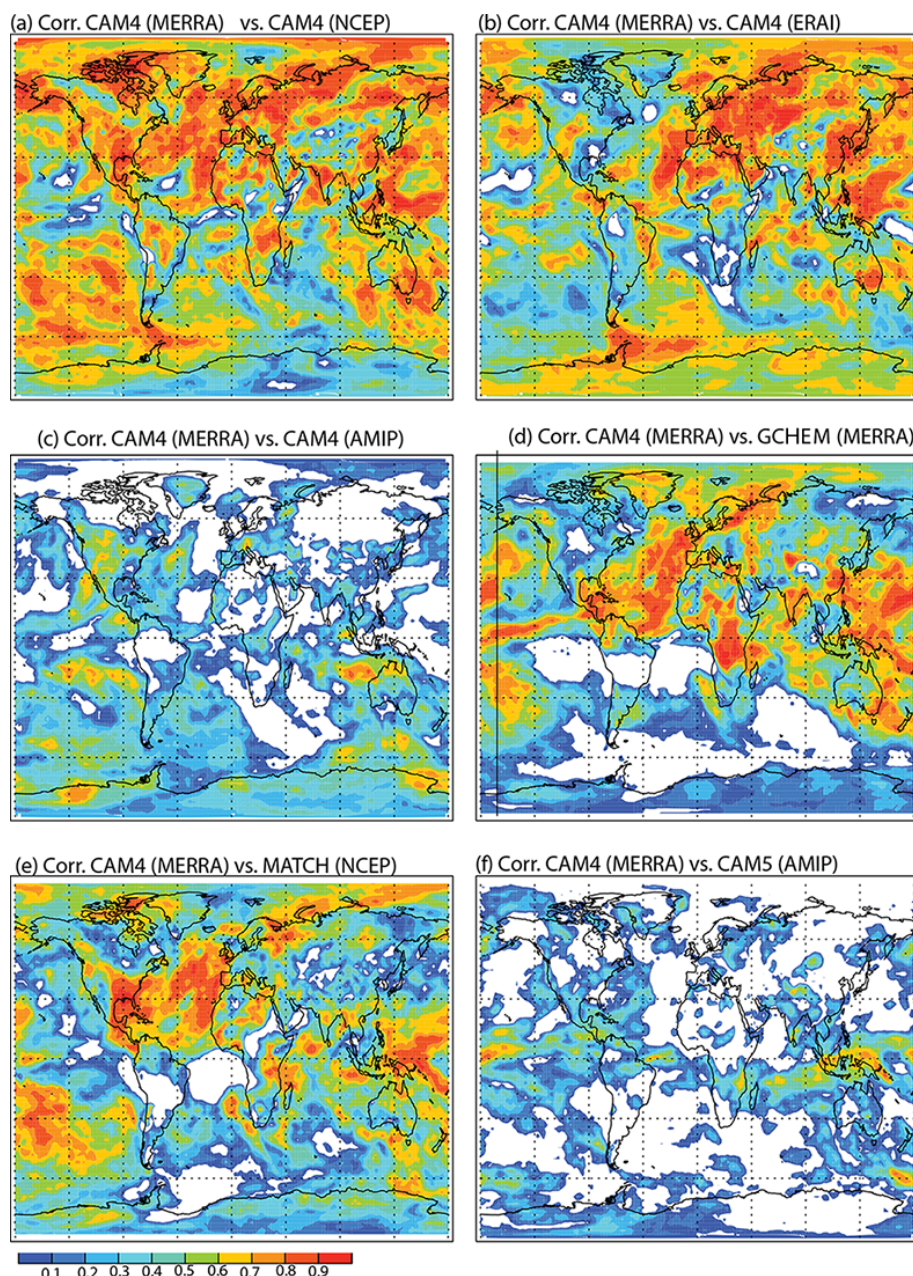 (a) Corr. CAM4 (MERRA) vs. CAM4 (NCEP)
(b) Corr. CAM4 (MERRA) vs CAM4 (ERAI)
(c) Corr. CAM4 (MERRA) vs. CAM4 (AMIP)
(d) Corr. CAM4 (MERRA) vs. GCHEM (MERRA)
(e) Corr. CAM4 (MERRA) vs. MATCH (NCEP)
(f) Corr. CAM4 (MERRA) vs. CAM5 (AMIP)
0.1 0.2 0.3 0.4 0.5 0.6 0.7 0.8 0.9